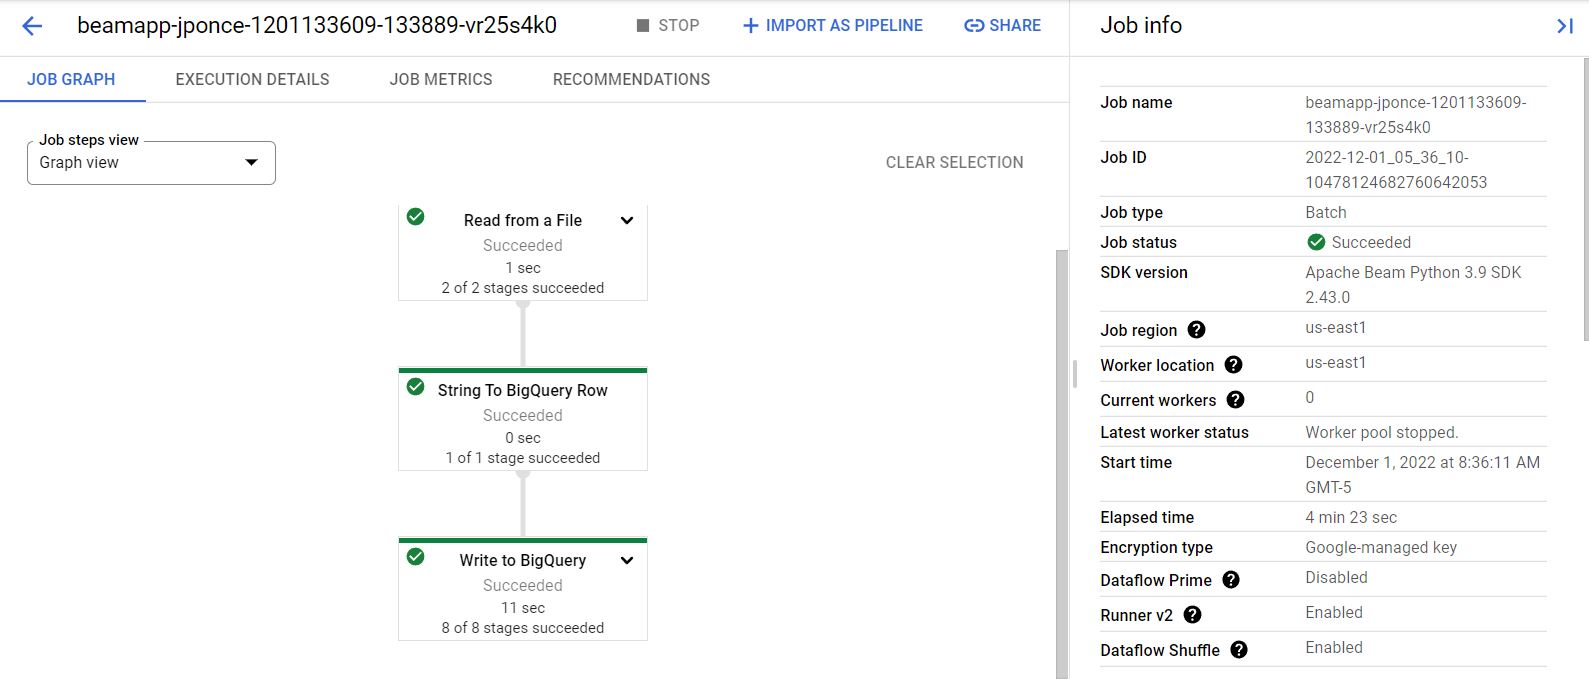 beamapp-jponce-1201133609-133889-vr25s4k0
STOP
IMPORT AS PIPELINE
SHARE
JOB GRAPH
EXECUTION DETAILS
JOB METRICS
RECOMMENDATIONS
Job steps view
Graph view
CLEAR SELECTION
Read from a File
Succeeded
1 sec
2 of 2 stages succeeded
String To BigQuery Row
Succeeded
0 sec
1 of 1 stage succeeded
Write to BigQuery
Succeeded
11 sec
8 of 8 stages succeeded
Job info
Job name
beamapp-jponce-1201133609-
133889-vr25s4k0
Job ID
2022-12-01_05_36_10-
10478124682760642053
Job type
Batch
Job status
Succeeded
SDK version
Apache Beam Python 3.9 SDK
2.43.0
Job region
us-east1
Worker location
us-east1
Current workers
0
Latest worker status
Worker pool stopped.
Start time
December 1, 2022 at 8:36:11 AM
GMT-5
Elapsed time
4 min 23 sec
Encryption type
Google-managed key
Dataflow Prime
Disabled
Runner v2
Enabled
Dataflow Shuffle
Enabled